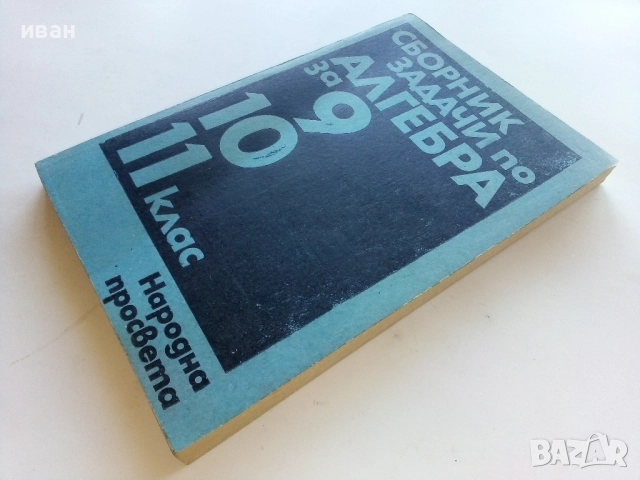 иван
СБОРНИК
ЗАДАЧИ по
АЛГЕБРА
за 9
10
11 клас
Народна
просвета
BAZAR